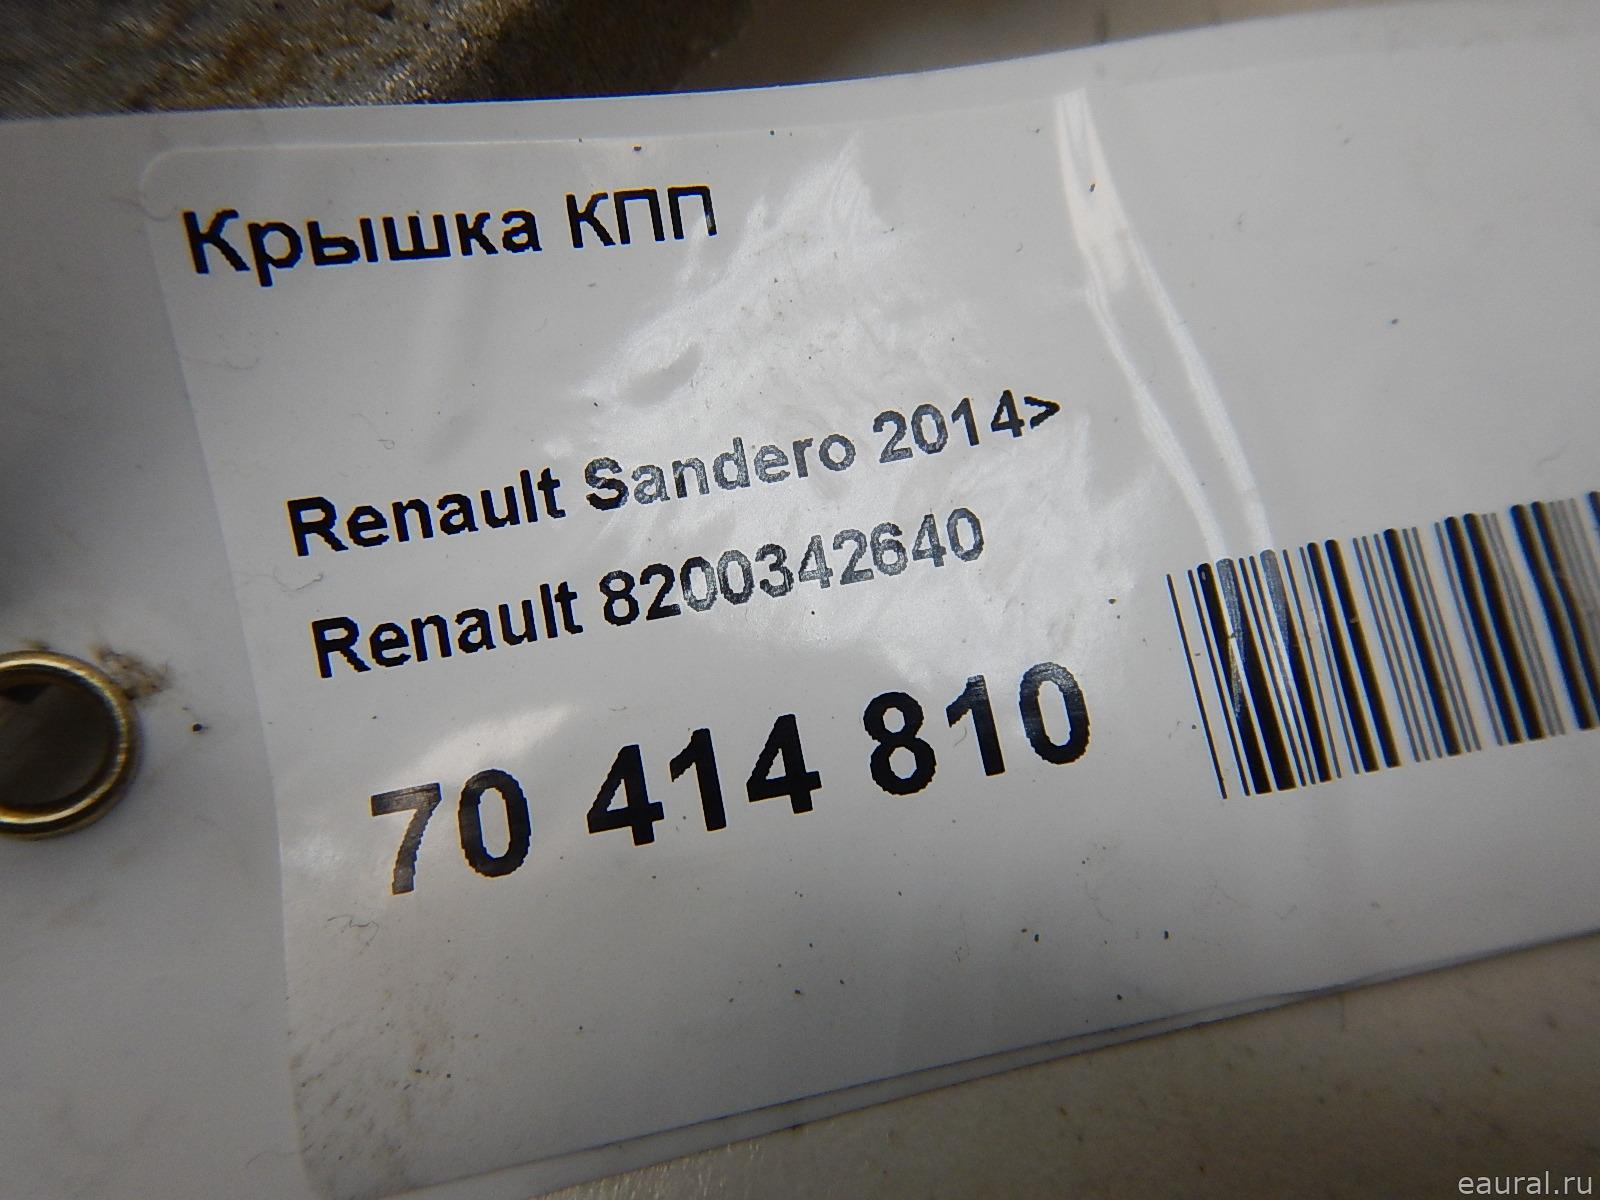 Крышка КПП
Renault Sandero 2014>
Renault 8200342640
70 414 810
eaural.ru